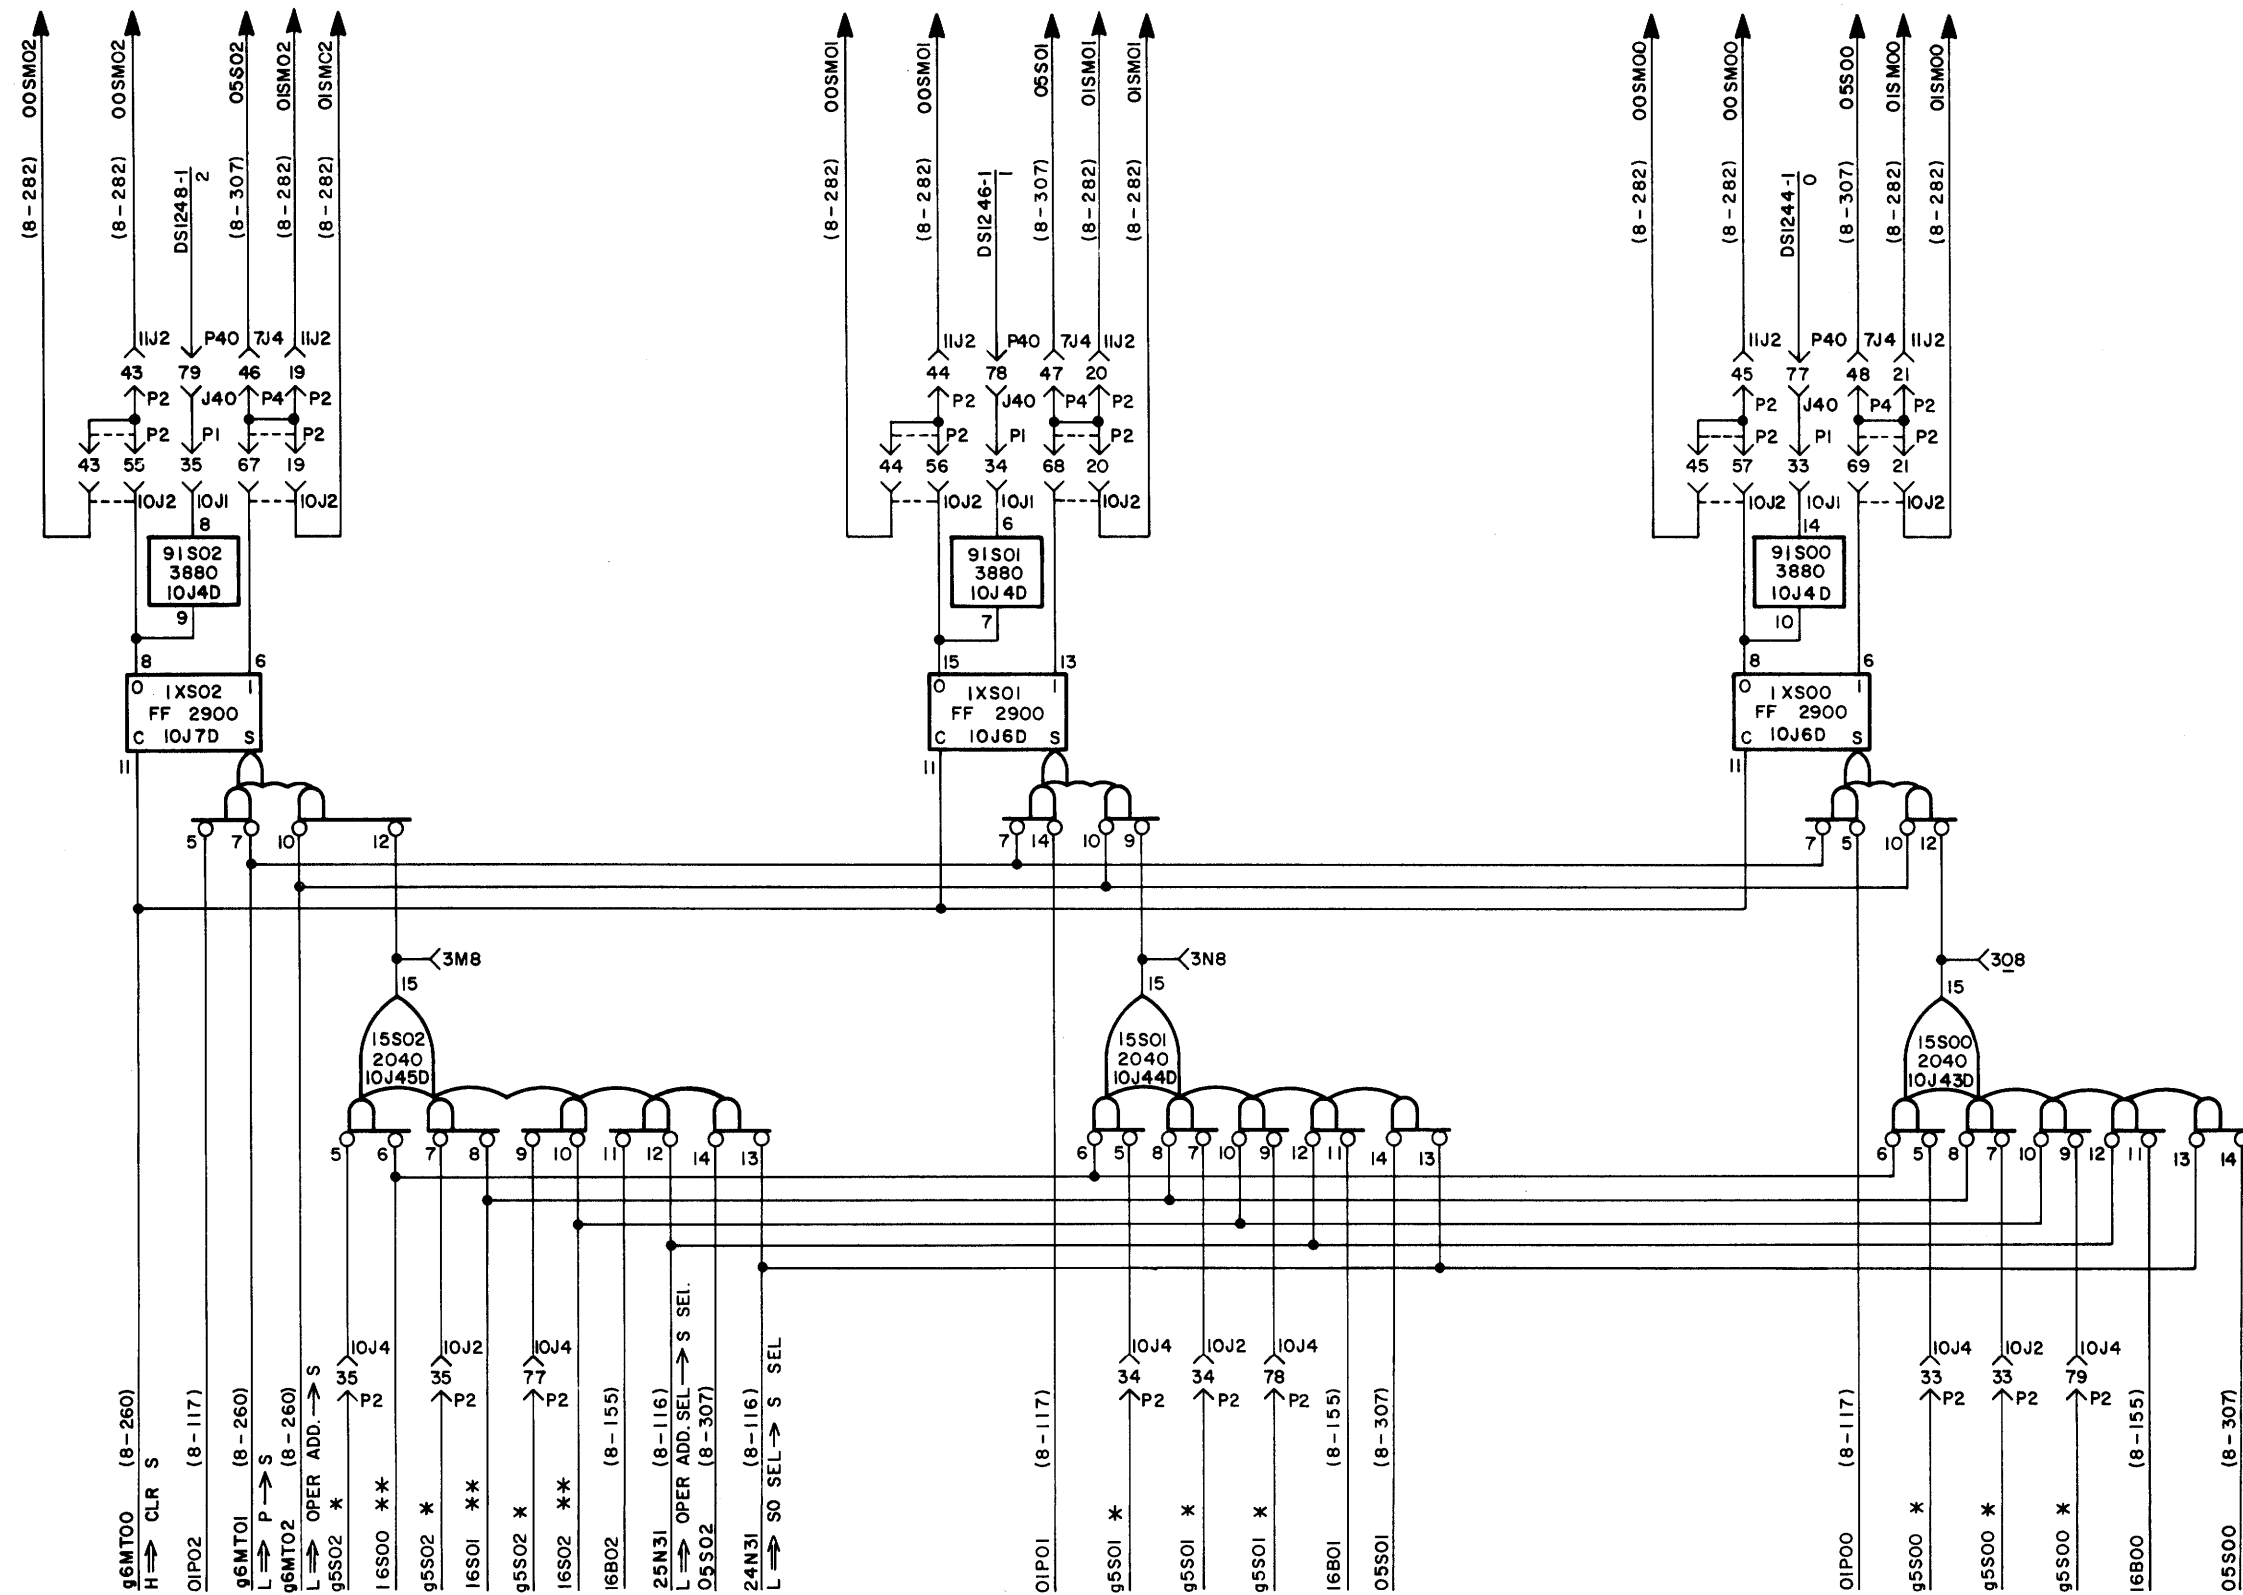 00SM02 00SM02 05S02 01SM02 01SM02
(8-282) (8-282) DS1248-1 2 (8-307) (8-282) (8-282)
11J2 P40 7J4 11J2
43 79 46 19
P2 J40 P4 P2
P2 P1 P2
43 55 35 67 19
10J2 10J1 10J2
8
91S02
3880
10J4D
9
8 6
0 1XS02 1
FF 2900
C 10J7D S
11
5 7 10 12
3M8
15
15S02
2040
10J45D
5 6 7 8 9 10 11 12 14 13
10J4 10J2 10J4
35 35 77
P2 P2 P2
00SM01 00SM01 05S01 01SM01 01SM01
(8-282) (8-282) DS1246-1 1 (8-307) (8-282) (8-282)
11J2 P40 7J4 11J2
44 78 47 20
P2 J40 P4 P2
P2 P1 P2
44 56 34 68 20
10J2 10J1 10J2
6
91S01
3880
10J4D
7
15 13
0 1XS01 1
FF 2900
C 10J6D S
11
7 14 10 9
3N8
15
15S01
2040
10J44D
6 5 8 7 10 9 12 11 14 13
10J4 10J2 10J4
34 34 78
P2 P2 P2
00SM00 00SM00 05S00 01SM00 01SM00
(8-282) (8-282) DS1244-1 0 (8-307) (8-282) (8-282)
11J2 P40 7J4 11J2
45 77 48 21
P2 J40 P4 P2
P2 P1 P2
45 57 33 69 21
10J2 10J1 10J2
14
91S00
3880
10J4D
10
8 6
0 1XS00 1
FF 2900
C 10J6D S
11
7 5 10 12
3O8
15
15S00
2040
10J43D
6 5 8 7 10 9 12 11 13 14
10J4 10J2 10J4
33 33 79
P2 P2 P2
g6MT00 (8-260)
H⇒ CLR S
01P02 (8-117)
g6MT01 (8-260)
L⇒ P→S
g6MT02 (8-260)
L⇒ OPER ADD.→S
g5S02 *
16S00 **
g5S02 *
16S01 **
g5S02 *
16S02 **
16B02 (8-155)
25N31 (8-116)
L⇒ OPER ADD. SEL→S SEL.
05S02 (8-307)
24N31 (8-116)
L⇒ SO SEL→S SEL
01P01 (8-117)
g5S01 *
g5S01 *
g5S01 *
16B01 (8-155)
05S01 (8-307)
01P00 (8-117)
g5S00 *
g5S00 *
g5S00 *
16B00 (8-155)
05S00 (8-307)